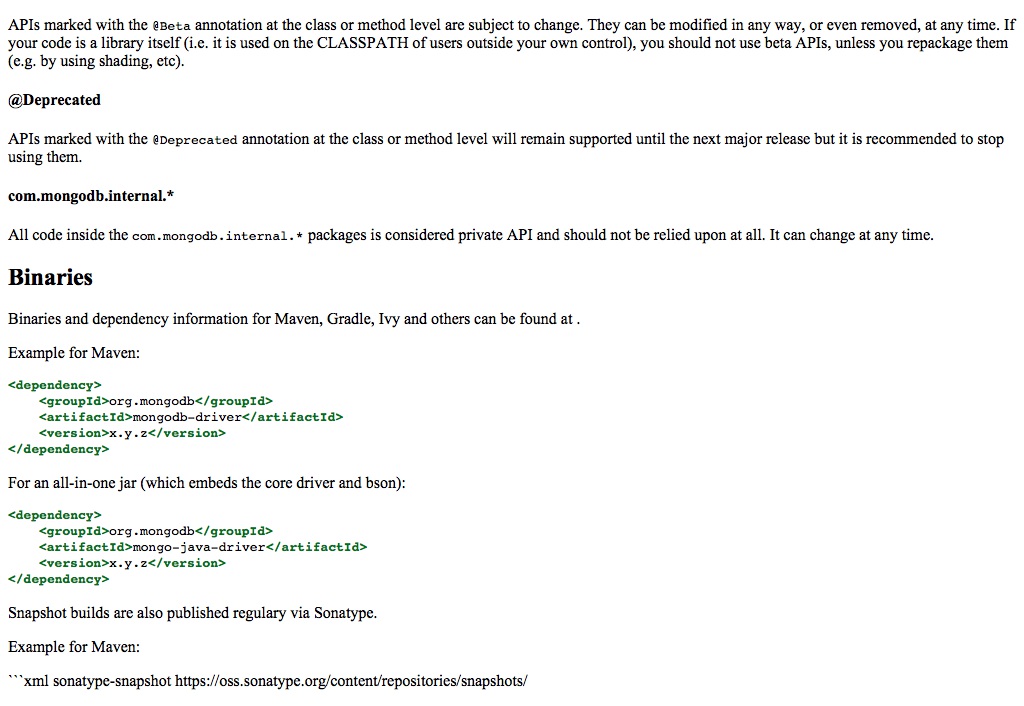 APIs marked with the @Beta annotation at the class or method level are subject to change. They can be modified in any way, or even removed, at any time. If
your code is a library itself (i.e. it is used on the CLASSPATH of users outside your own control), you should not use beta APIs, unless you repackage them
(e.g. by using shading, etc).
@Deprecated
APIs marked with the @Deprecated annotation at the class or method level will remain supported until the next major release but it is recommended to stop
using them.
com.mongodb.internal.*
All code inside the com.mongodb.internal.* packages is considered private API and should not be relied upon at all. It can change at any time.
Binaries
Binaries and dependency information for Maven, Gradle, Ivy and others can be found at .
Example for Maven:
<dependency>
    <groupId>org.mongodb</groupId>
    <artifactId>mongodb-driver</artifactId>
    <version>x.y.z</version>
</dependency>
For an all-in-one jar (which embeds the core driver and bson):
<dependency>
    <groupId>org.mongodb</groupId>
    <artifactId>mongo-java-driver</artifactId>
    <version>x.y.z</version>
</dependency>
Snapshot builds are also published regulary via Sonatype.
Example for Maven:
```xml sonatype-snapshot https://oss.sonatype.org/content/repositories/snapshots/